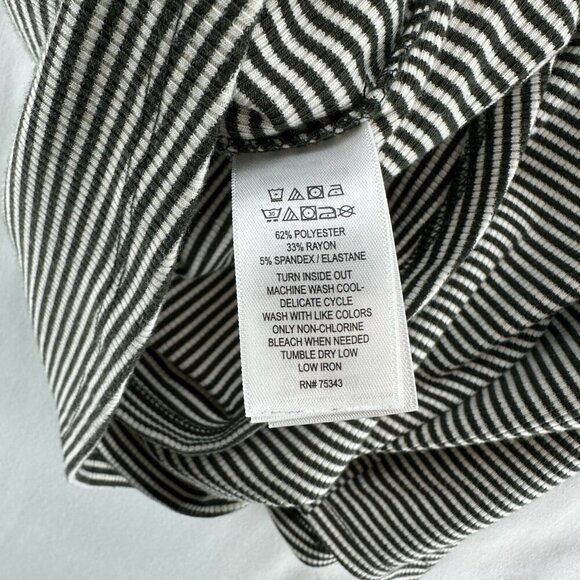 62% POLYESTER
33% RAYON
5% SPANDEX / ELASTANE
TURN INSIDE OUT
MACHINE WASH COOL-
DELICATE CYCLE
WASH WITH LIKE COLORS
ONLY NON-CHLORINE
BLEACH WHEN NEEDED
TUMBLE DRY LOW
LOW IRON
RN# 75343